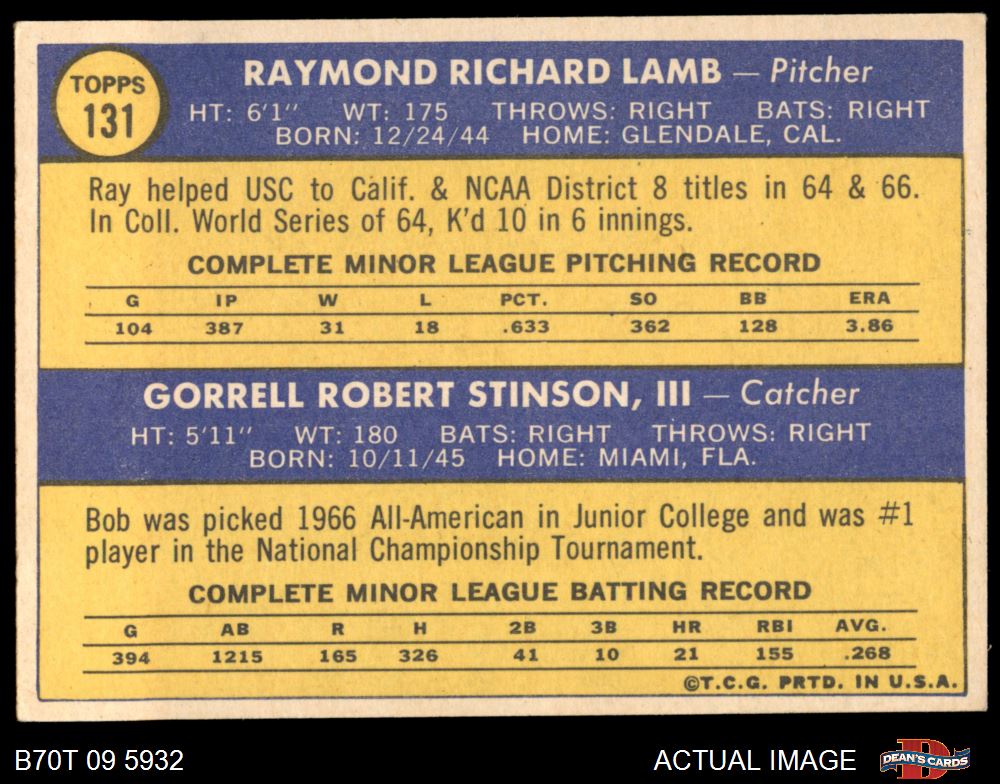 TOPPS
131
RAYMOND RICHARD LAMB — Pitcher
HT: 6'1" WT: 175 THROWS: RIGHT BATS: RIGHT
BORN: 12/24/44 HOME: GLENDALE, CAL.
Ray helped USC to Calif. & NCAA District 8 titles in 64 & 66.
In Coll. World Series of 64, K'd 10 in 6 innings.
COMPLETE MINOR LEAGUE PITCHING RECORD
G IP W L PCT. SO BB ERA
104 387 31 18 .633 362 128 3.86
GORRELL ROBERT STINSON, III — Catcher
HT: 5'11" WT: 180 BATS: RIGHT THROWS: RIGHT
BORN: 10/11/45 HOME: MIAMI, FLA.
Bob was picked 1966 All-American in Junior College and was #1
player in the National Championship Tournament.
COMPLETE MINOR LEAGUE BATTING RECORD
G AB R H 2B 3B HR RBI AVG.
394 1215 165 326 41 10 21 155 .268
©T.C.G. PRTD. IN U.S.A.
B70T 09 5932 ACTUAL IMAGE DEAN'S CARDS